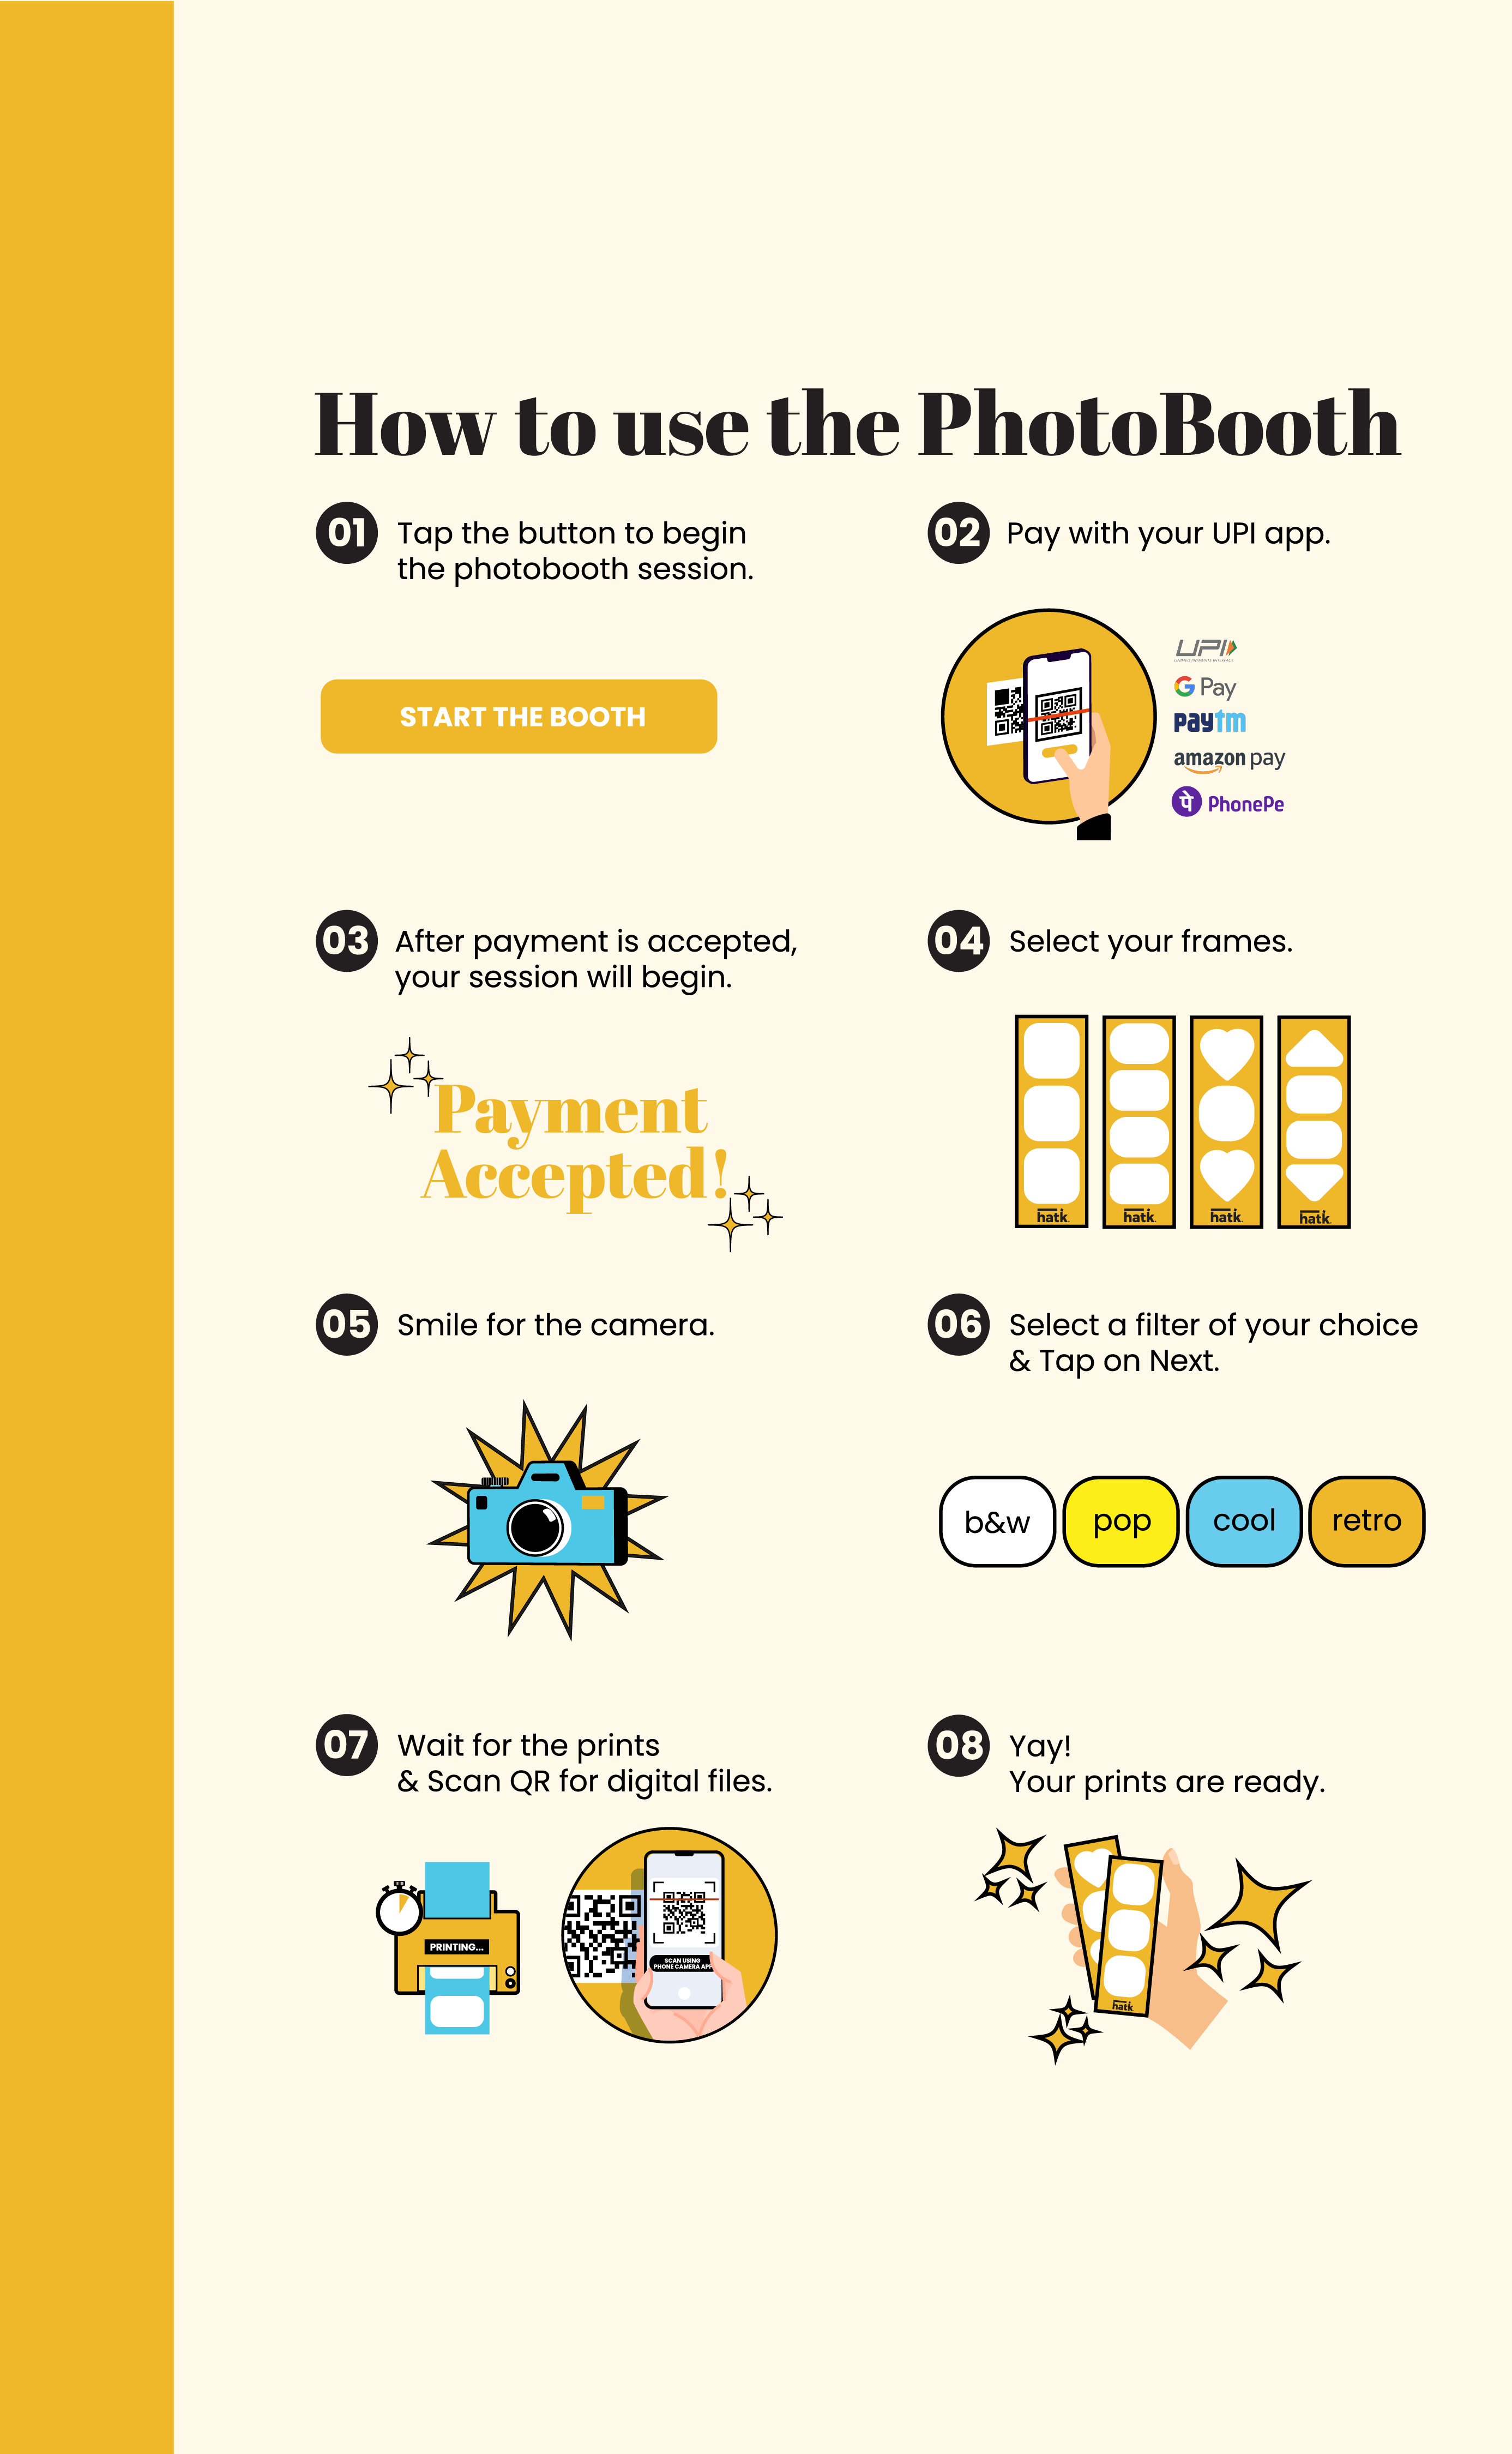 How to use the PhotoBooth
01
Tap the button to begin
the photobooth session.
START THE BOOTH
02
Pay with your UPI app.
UPI
UNIFIED PAYMENTS INTERFACE
G Pay
paytm
amazon pay
पे PhonePe
03
After payment is accepted,
your session will begin.
Payment
Accepted!
04
Select your frames.
hatk.
hatk.
hatk.
hatk.
05
Smile for the camera.
06
Select a filter of your choice
& Tap on Next.
b&w
pop
cool
retro
07
Wait for the prints
& Scan QR for digital files.
PRINTING...
SCAN USING
PHONE CAMERA APP
08
Yay!
Your prints are ready.
hatk.